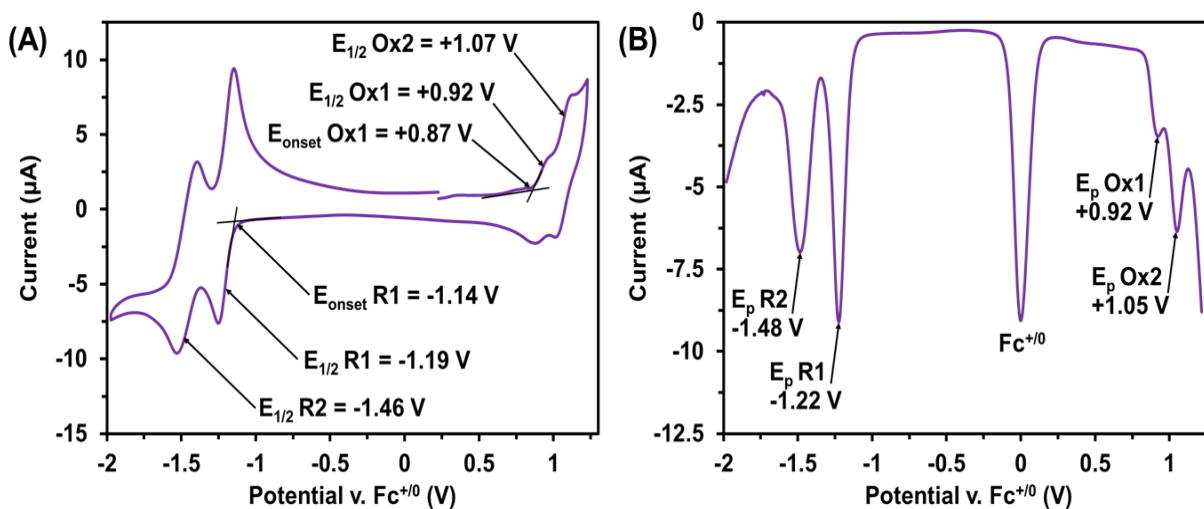 (A)
E1/2 Ox2 = +1.07 V
E1/2 Ox1 = +0.92 V
Eonset Ox1 = +0.87 V
Eonset R1 = -1.14 V
E1/2 R1 = -1.19 V
E1/2 R2 = -1.46 V
Current (µA)
10
5
0
-5
-10
-15
-2
-1.5
-1
-0.5
0
0.5
1
Potential v. Fc+/0 (V)
(B)
Ep R2
-1.48 V
Ep R1
-1.22 V
Fc+/0
Ep Ox1
+0.92 V
Ep Ox2
+1.05 V
Current (µA)
0
-2.5
-5
-7.5
-10
-12.5
-2
-1.5
-1
-0.5
0
0.5
1
Potential v. Fc+/0 (V)